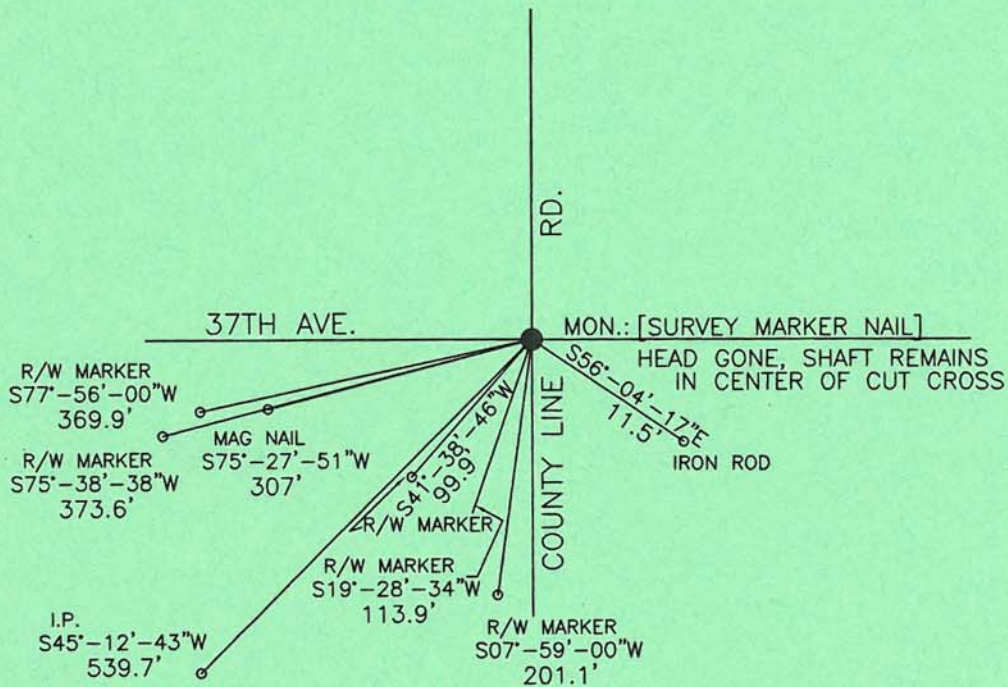 RD.
37TH AVE.
MON.: [SURVEY MARKER NAIL]
HEAD GONE, SHAFT REMAINS
IN CENTER OF CUT CROSS
R/W MARKER
S77°-56'-00"W
369.9'
R/W MARKER
S75°-38'-38"W
373.6'
MAG NAIL
S75°-27'-51"W
307'
S41°-38'-46"W
99.9'
R/W MARKER
COUNTY LINE
S56°-04'-17"E
11.5'
IRON ROD
R/W MARKER
S19°-28'-34"W
113.9'
I.P.
S45°-12'-43"W
539.7'
R/W MARKER
S07°-59'-00"W
201.1'